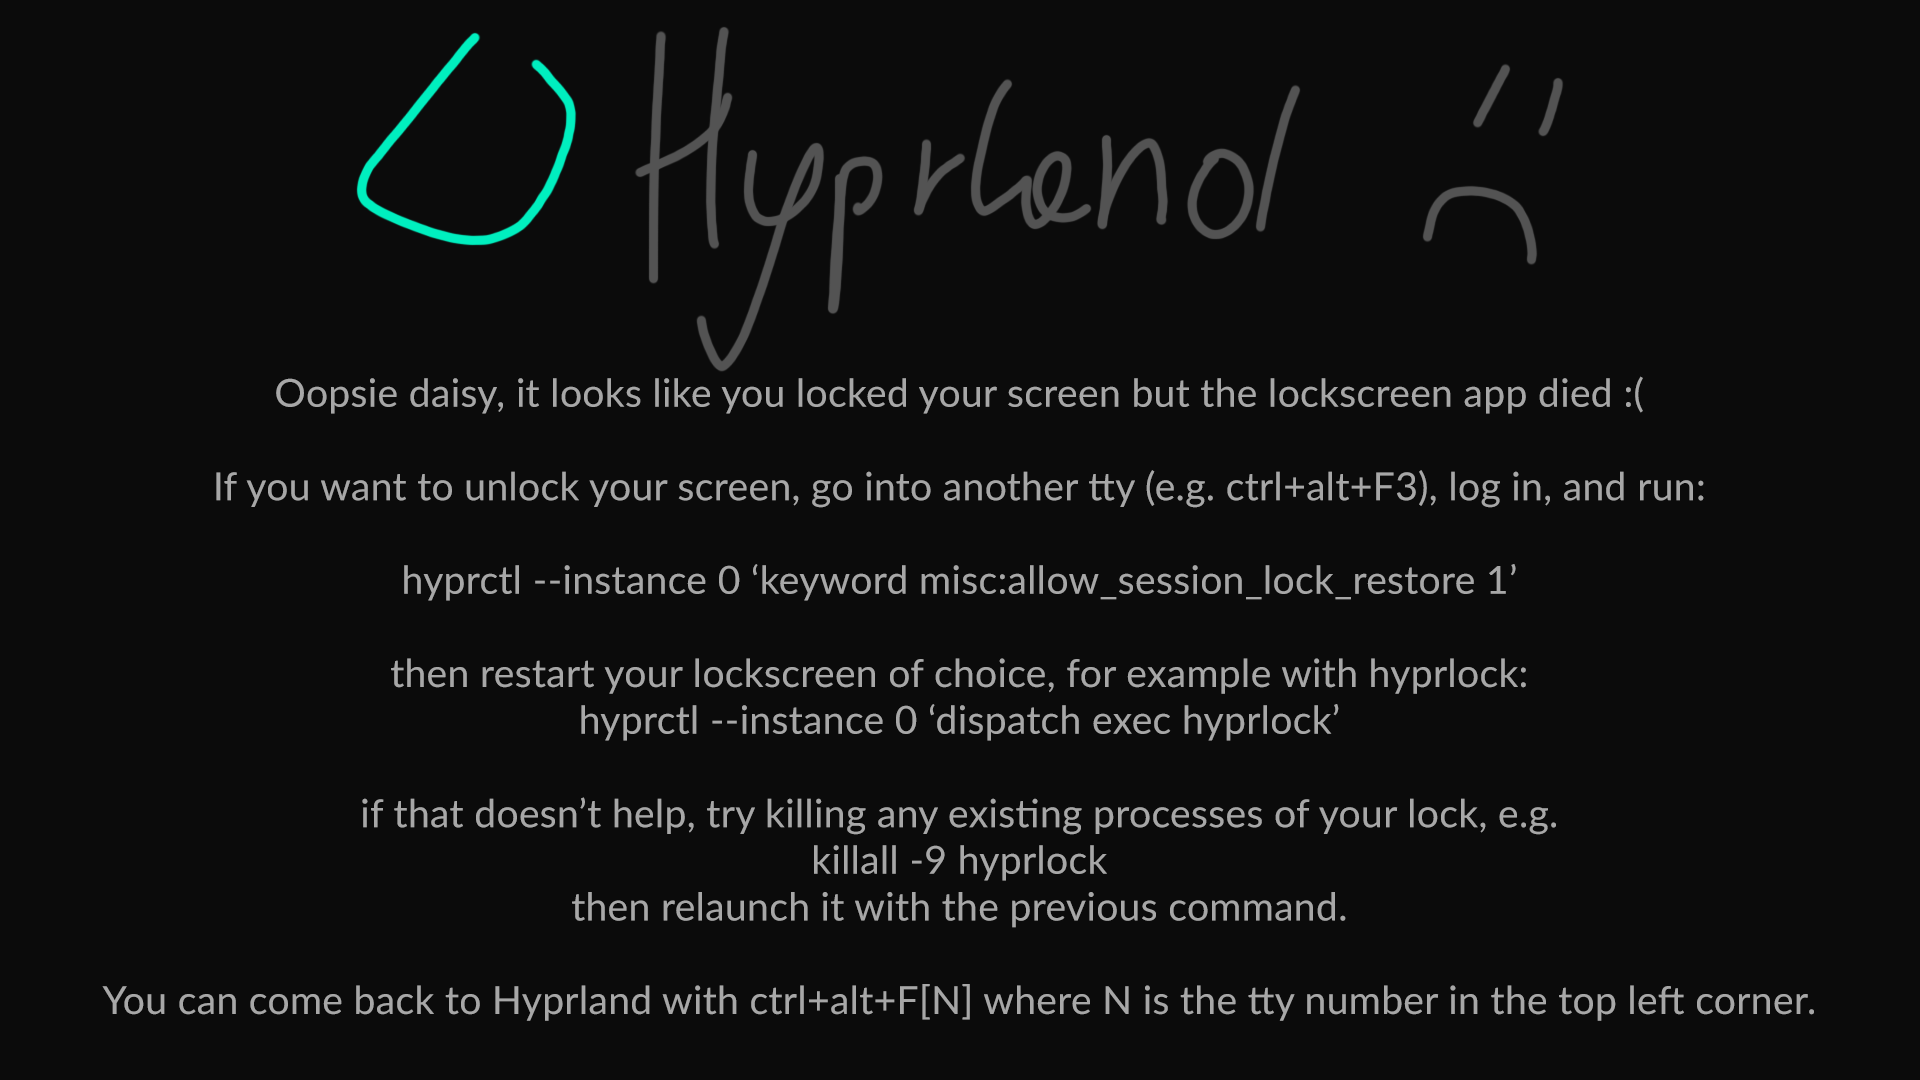 Hyprland :(
Oopsie daisy, it looks like you locked your screen but the lockscreen app died :(
If you want to unlock your screen, go into another tty (e.g. ctrl+alt+F3), log in, and run:
hyprctl --instance 0 ‘keyword misc:allow_session_lock_restore 1’
then restart your lockscreen of choice, for example with hyprlock:
hyprctl --instance 0 ‘dispatch exec hyprlock’
if that doesn’t help, try killing any existing processes of your lock, e.g.
killall -9 hyprlock
then relaunch it with the previous command.
You can come back to Hyprland with ctrl+alt+F[N] where N is the tty number in the top left corner.